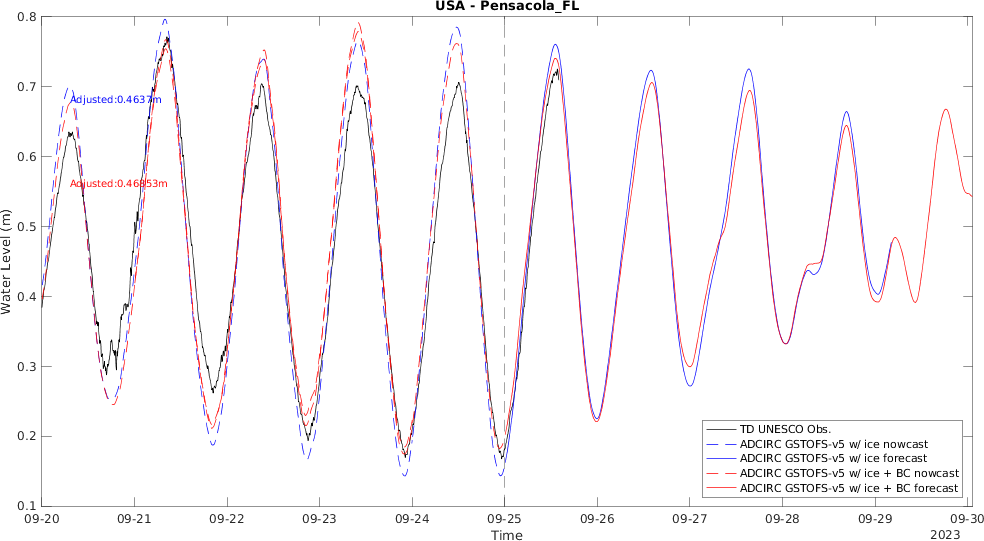 USA - Pensacola_FL
0.8
0.7
0.6
0.5
0.4
0.3
0.2
0.1
Water Level (m)
Adjusted:0.4637m
Adjusted:0.46853m
TD UNESCO Obs.
ADCIRC GSTOFS-v5 w/ ice nowcast
ADCIRC GSTOFS-v5 w/ ice forecast
ADCIRC GSTOFS-v5 w/ ice + BC nowcast
ADCIRC GSTOFS-v5 w/ ice + BC forecast
09-20 09-21 09-22 09-23 09-24 09-25 09-26 09-27 09-28 09-29 09-30
Time
2023